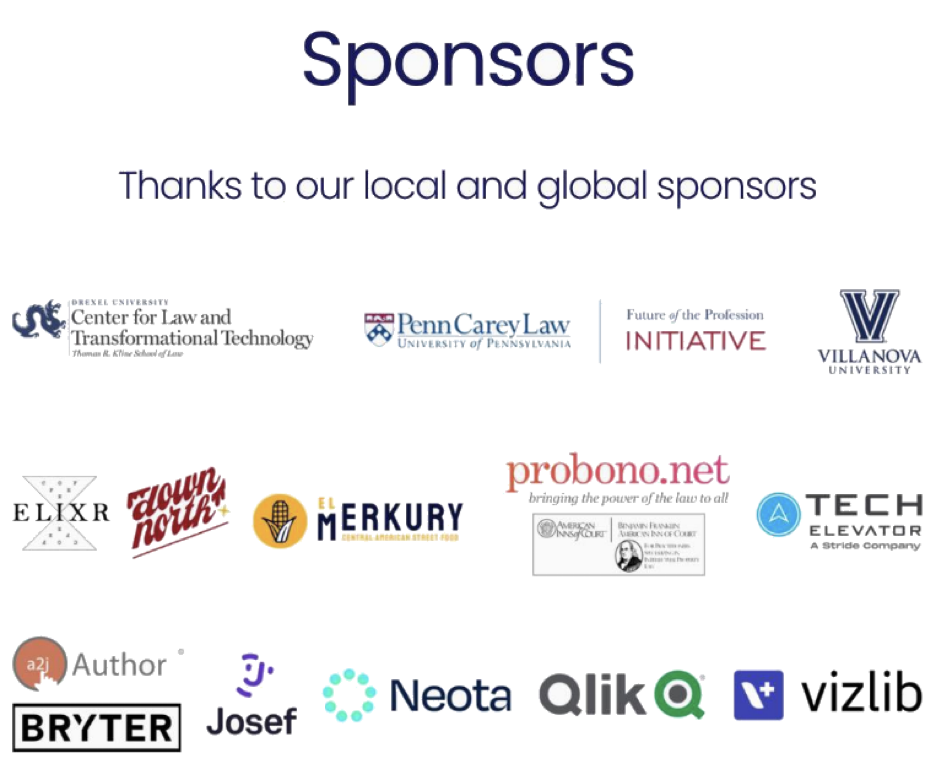 Sponsors
Thanks to our local and global sponsors
DREXEL UNIVERSITY
Center for Law and
Transformational Technology
Thomas R. Kline School of Law
Penn Carey Law
UNIVERSITY of PENNSYLVANIA
Future of the Profession
INITIATIVE
VILLANOVA
UNIVERSITY
ELIXR
down
north
EL
MERKURY
CENTRAL AMERICAN STREET FOOD
probono.net
bringing the power of the law to all
AMERICAN
INNS of COURT
BENJAMIN FRANKLIN
AMERICAN INN OF COURT
TECH
ELEVATOR
A Stride Company
a2j Author
BRYTER
Josef
Neota
Qlik
vizlib